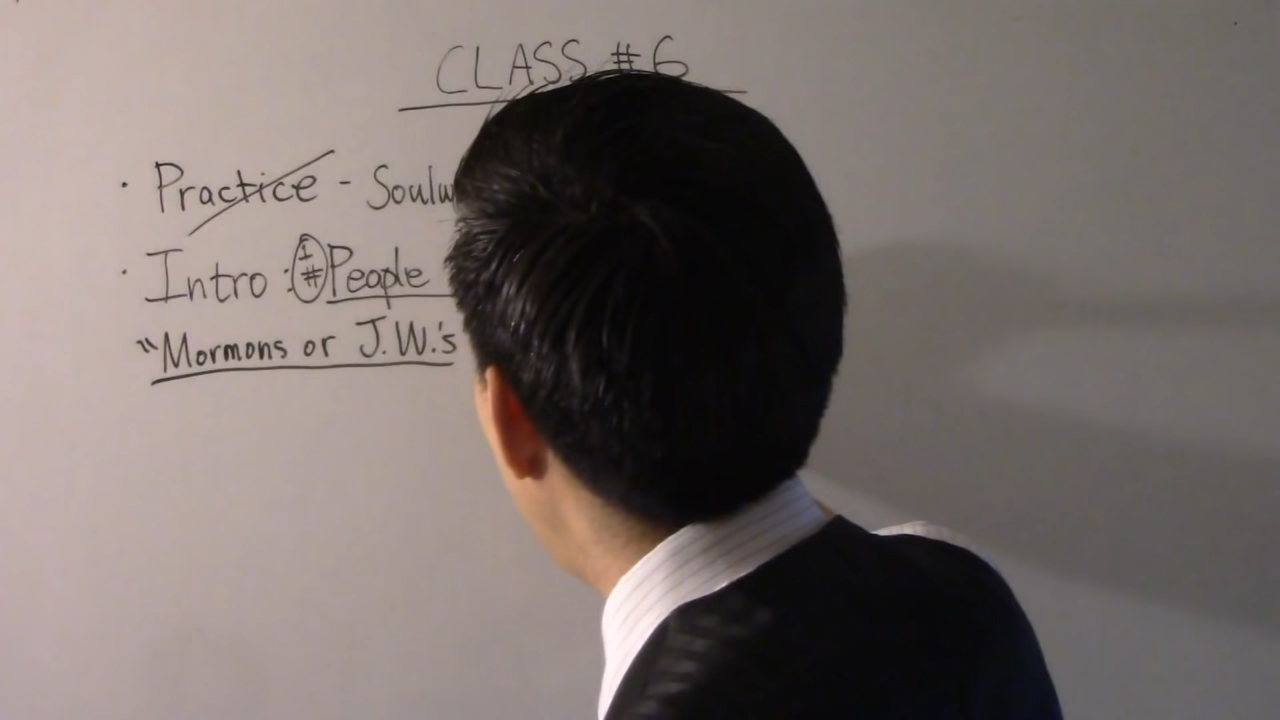 CLASS #6
· Practice - Soulw
· Intro : #1 People
"Mormons or J.W.'s